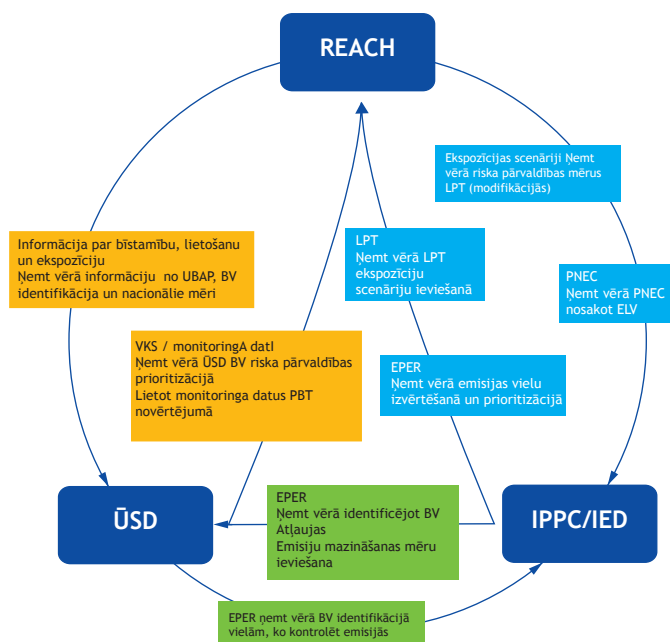 REACH
Ekspozīcijas scenāriji Ņemt
vērā riska pārvaldības mērus
LPT (modifikācijās)
Informācija par bīstamību, lietošanu
un ekspozīciju
Ņemt vērā informāciju no UBAP, BV
identifikācija un nacionālie mēri
LPT
Ņemt vērā LPT
ekspozīciju
scenāriju ieviešanā
PNEC
Ņemt vērā PNEC
nosakot ELV
VKS / monitoringA datI
Ņemt vērā ŪSD BV riska pārvaldības
prioritizācijā
Lietot monitoringa datus PBT
novērtējumā
EPER
Ņemt vērā emisijas vielu
izvērtēšanā un prioritizācijā
ŪSD
EPER
Ņemt vērā identificējot BV
Atļaujas
Emisiju mazināšanas mēru
ieviešana
IPPC/IED
EPER ņemt vērā BV identifikācijā
vielām, ko kontrolēt emisijās